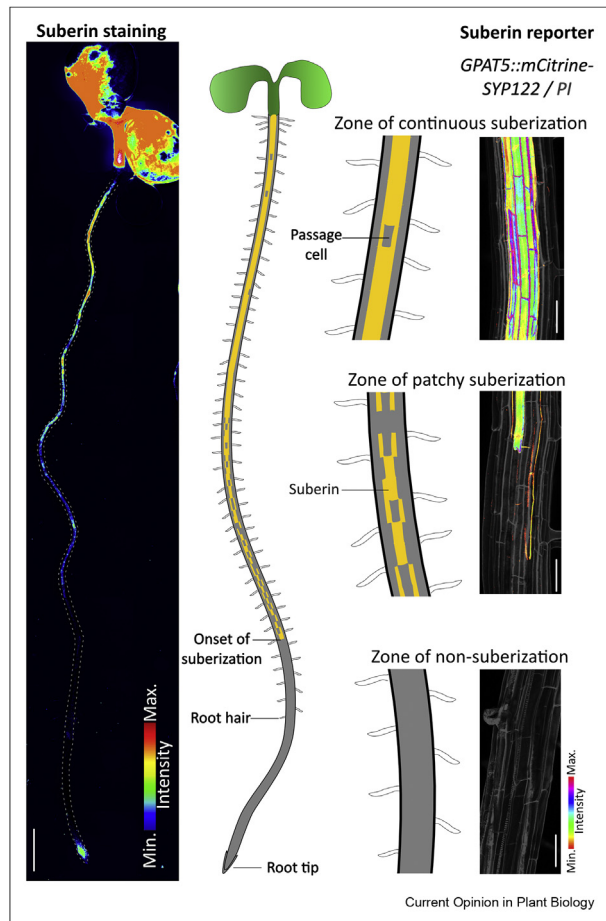 Suberin staining
Suberin reporter
GPAT5::mCitrine-
SYP122 / PI
Zone of continuous suberization
Passage
cell
Zone of patchy suberization
Suberin
Onset of
suberization
Zone of non-suberization
Root hair
Root tip
Min. Intensity Max.
Min. Intensity Max.
Current Opinion in Plant Biology